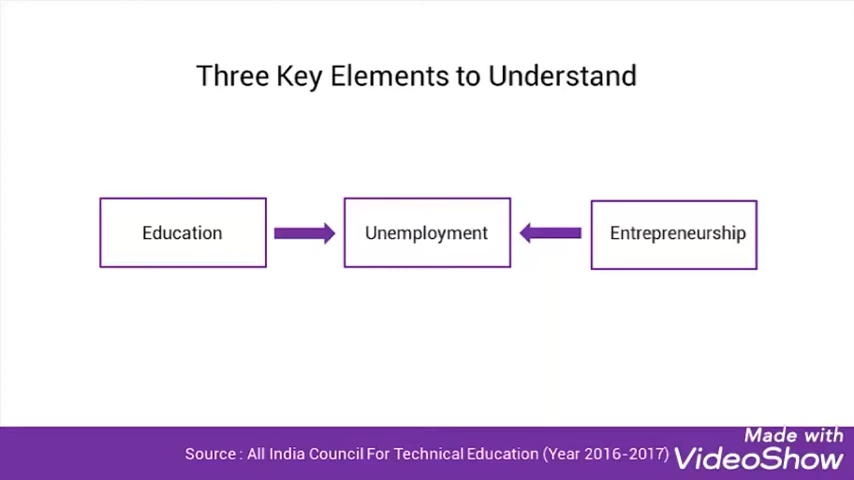 Three Key Elements to Understand
Education
Unemployment
Entrepreneurship
Source : All India Council For Technical Education (Year 2016-2017)
Made with
VideoShow